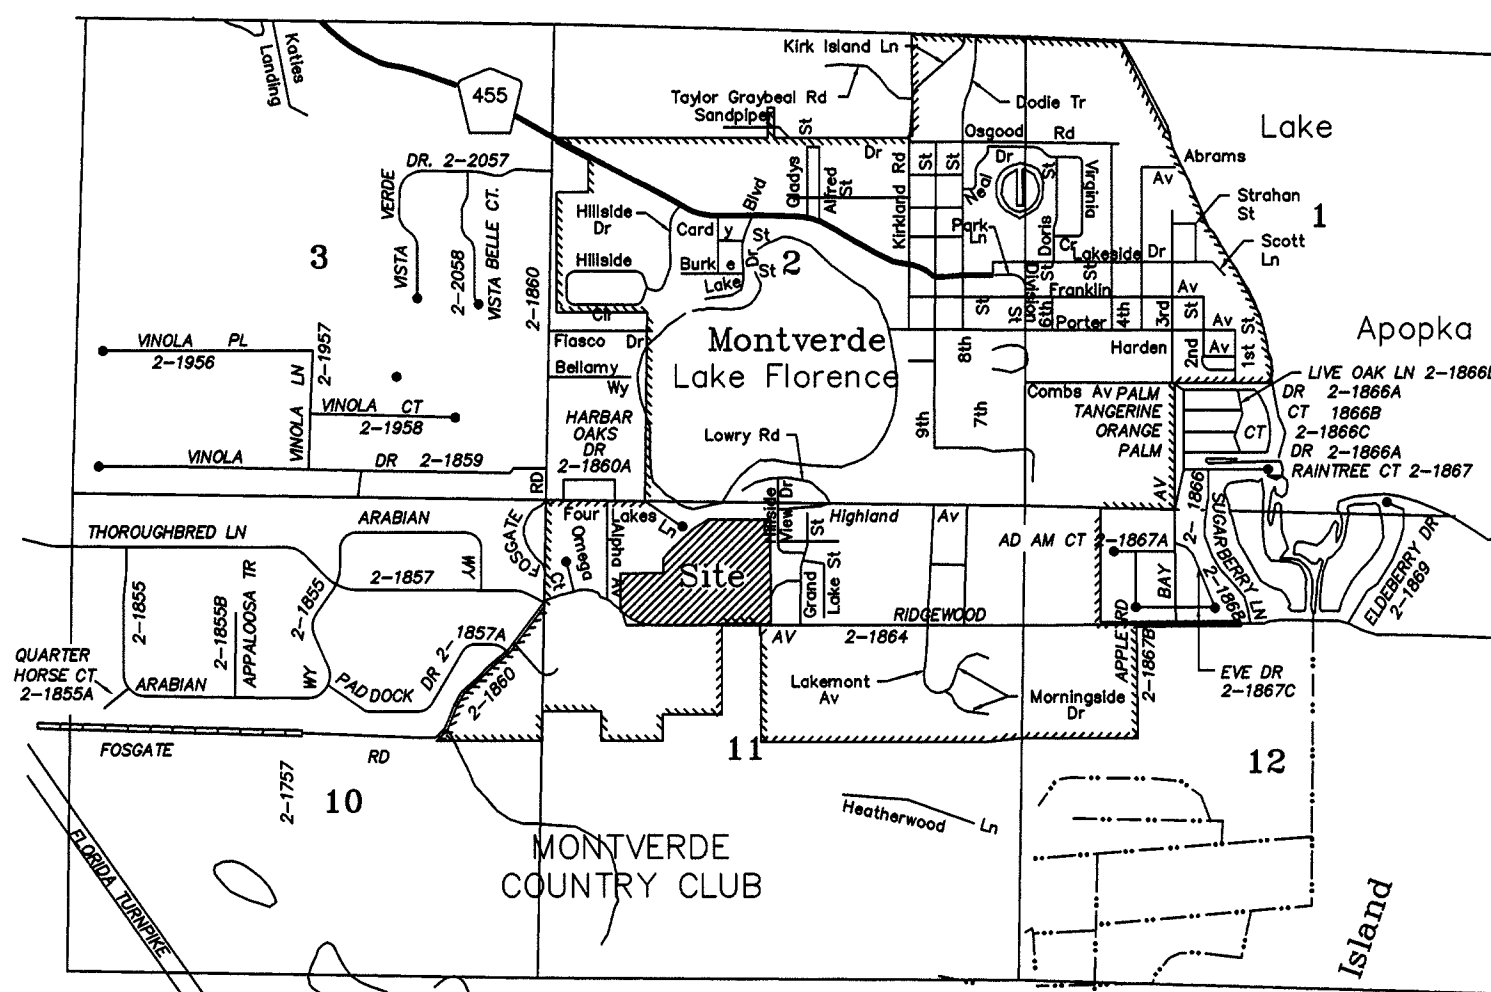 Katies
Landing
455
Kirk Island Ln
Taylor Graybeal Rd
Sandpiper
St
Dr
Dodie Tr
Osgood Rd
Lake
Apopka
Abrams
Av
Strahan
St
Scott
Ln
1
2
3
DR. 2-2057
VISTA VERDE
2-2058
VISTA BELLE CT.
2-1860
Hillside
Dr
Hillside
Cir
Card
y
St
Burk
e
St
Lake
Dr
Blvd
Gladys
Alfred
St
Kirkland Rd
St
St
Neal
Dr
Park
Ln
Doris
St
Virginia
Cr
Lakeside Dr
Division
St
6th
St
St
Franklin
Av
Porter
4th
3rd
St
Av
Harden
2nd
Av
1st St
Montverde
Lake Florence
8th
St
9th
7th
Combs Av
Fiasco Dr
Bellamy
Wy
HARBAR
OAKS
DR
2-1860A
Lowry Rd
VINOLA PL
2-1956
VINOLA LN
2-1957
VINOLA CT
2-1958
VINOLA DR 2-1859
RD
PALM
TANGERINE
ORANGE
PALM
CT
LIVE OAK LN 2-1866D
DR 2-1866A
CT 1866B
2-1866C
DR 2-1866A
RAINTREE CT 2-1867
AV
2-1866
SUGARBERRY LN
2-1868
ELDEBERRY DR
2-1869
THOROUGHBRED LN
ARABIAN
WY
2-1857
2-1855
2-1855B
APPALOOSA TR
2-1855
WY
ARABIAN
QUARTER
HORSE CT
2-1855A
PADDOCK DR 2-1857A
2-1860
FOSGATE
Ct
Four Lakes
Ln
Omega
Alpha
Av
Site
Hillside
View
Dr
Highland
Av
St
Grand
Lake
St
AD AM CT
2-1867A
BAY
RIDGEWOOD
AV
2-1864
APPLE RD
2-1867B
EVE DR
2-1867C
Lakemont
Av
Morningside
Dr
FOSGATE RD
2-1757
10
11
12
FLORIDA TURNPIKE
MONTVERDE
COUNTRY CLUB
Heatherwood Ln
Island